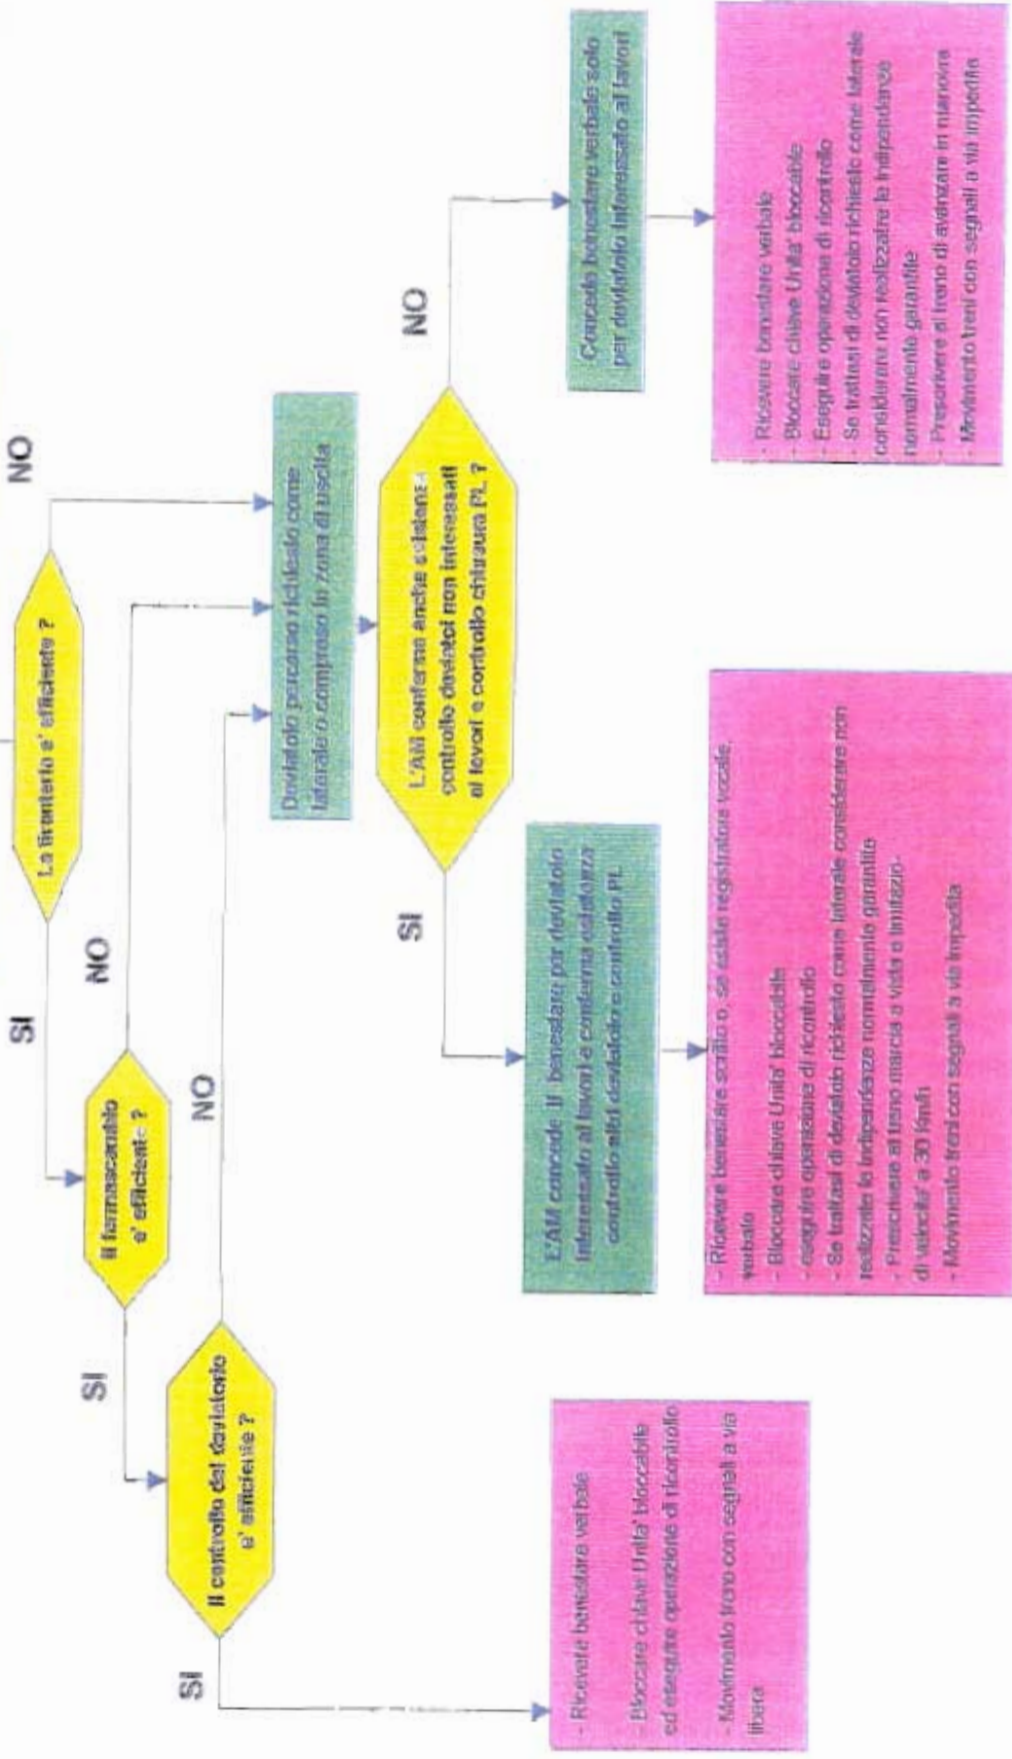 La tiranteria e' efficiente ?
SI
NO
Il fermascambio
e' efficiente ?
SI
NO
Il controllo del deviatoio
e' efficiente ?
SI
NO
Deviatoio percorso richiesto come
laterale o compreso in zona di uscita
L'AM conferma anche esistenza
controllo deviatoi non interessati
ai lavori e controllo chiusura PL ?
SI
NO
- Ricevere benestare verbale
- Bloccare chiave Unita' bloccabile
ed eseguire operazione di ricontrollo
- Movimento treno con segnali a via
libera
L'AM concede il benestare per deviatoio
interessato ai lavori e conferma esistenza
controllo altri deviatoio e controllo PL
- Ricevere benestare scritto o, se esiste registratore vocale,
verbale
- Bloccare chiave Unita' bloccabile
- eseguire operazione di ricontrollo
- Se trattasi di deviatoio richiesto come laterale considerare non
realizzate le indipendenze normalmente garantite
- Prescrivere al treno marcia a vista e limitazio-
di velocita' a 30 Km/h
- Movimento treni con segnali a via impedita
Concede benestare verbale solo
per deviatoio interessato ai lavori
- Ricevere benestare verbale
- Bloccare chiave Unita' bloccabile
- Eseguire operazione di ricontrollo
- Se trattasi di deviatoio richiesto come laterale
considerare non realizzatre le indipendenze
normalmente garantite
- Prescrivere al treno di avanzare in manovra
- Movimento treni con segnali a via impedita